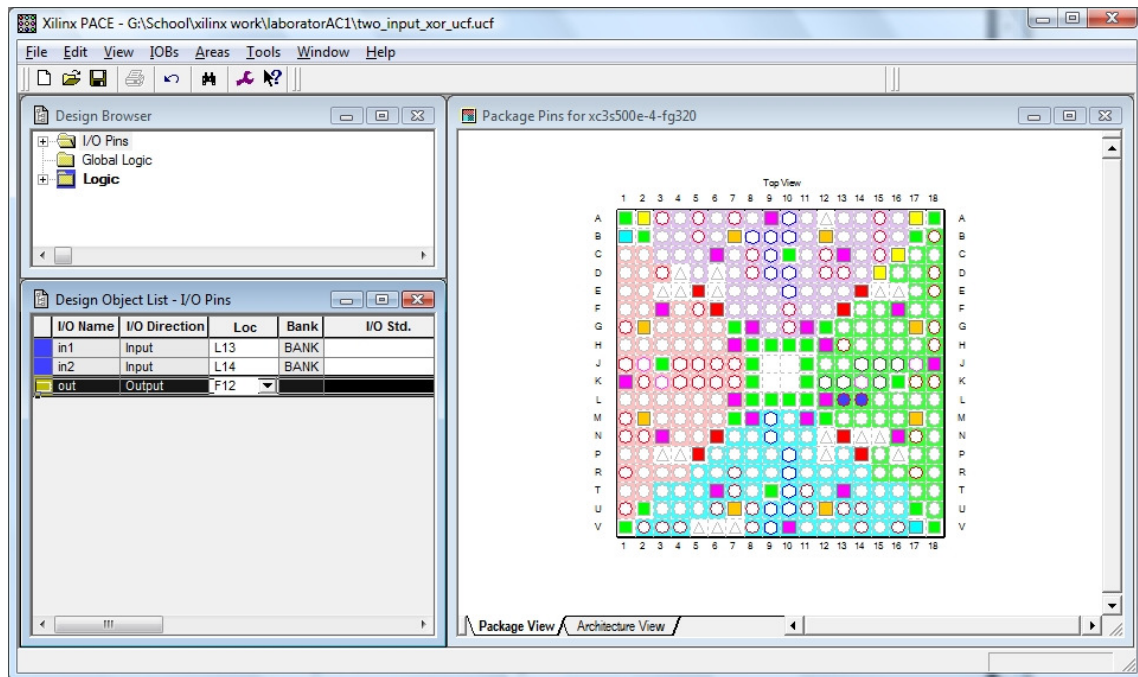 Xilinx PACE - G:\School\xilinx work\laboratorAC1\two_input_xor_ucf.ucf
File Edit View IOBs Areas Tools Window Help
Design Browser
I/O Pins
Global Logic
Logic
Design Object List - I/O Pins
I/O Name I/O Direction Loc Bank I/O Std.
in1 Input L13 BANK
in2 Input L14 BANK
out Output F12
Package Pins for xc3s500e-4-fg320
Top View
1 2 3 4 5 6 7 8 9 10 11 12 13 14 15 16 17 18
A A
B B
C C
D D
E E
F F
G G
H H
J J
K K
L L
M M
N N
P P
R R
T T
U U
V V
1 2 3 4 5 6 7 8 9 10 11 12 13 14 15 16 17 18
Package View Architecture View